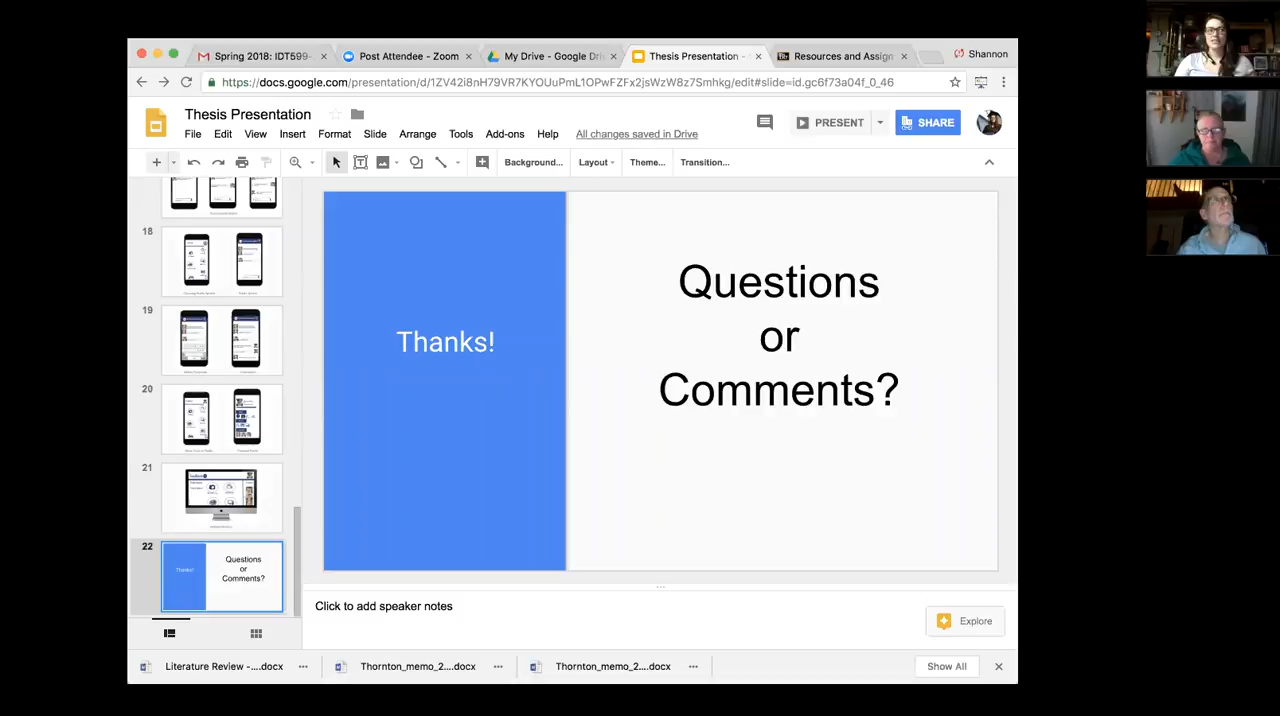 Spring 2018: IDT599-
Post Attendee - Zoom
My Drive - Google Dri
Thesis Presentation -
Resources and Assign
Shannon
https://docs.google.com/presentation/d/1ZV42i8nH79VH7KYOUuPmL1OPwFZFx2jsWzW8z7Smhkg/edit#slide=id.gc6f73a04f_0_46
Thesis Presentation
File Edit View Insert Format Slide Arrange Tools Add-ons Help All changes saved in Drive
PRESENT
SHARE
Background... Layout Theme... Transition...
18
19
20
21
22
Thanks!
Questions
or
Comments?
Thanks!
Questions
or
Comments?
Click to add speaker notes
Explore
Literature Review -....docx
Thornton_memo_2....docx
Thornton_memo_2....docx
Show All